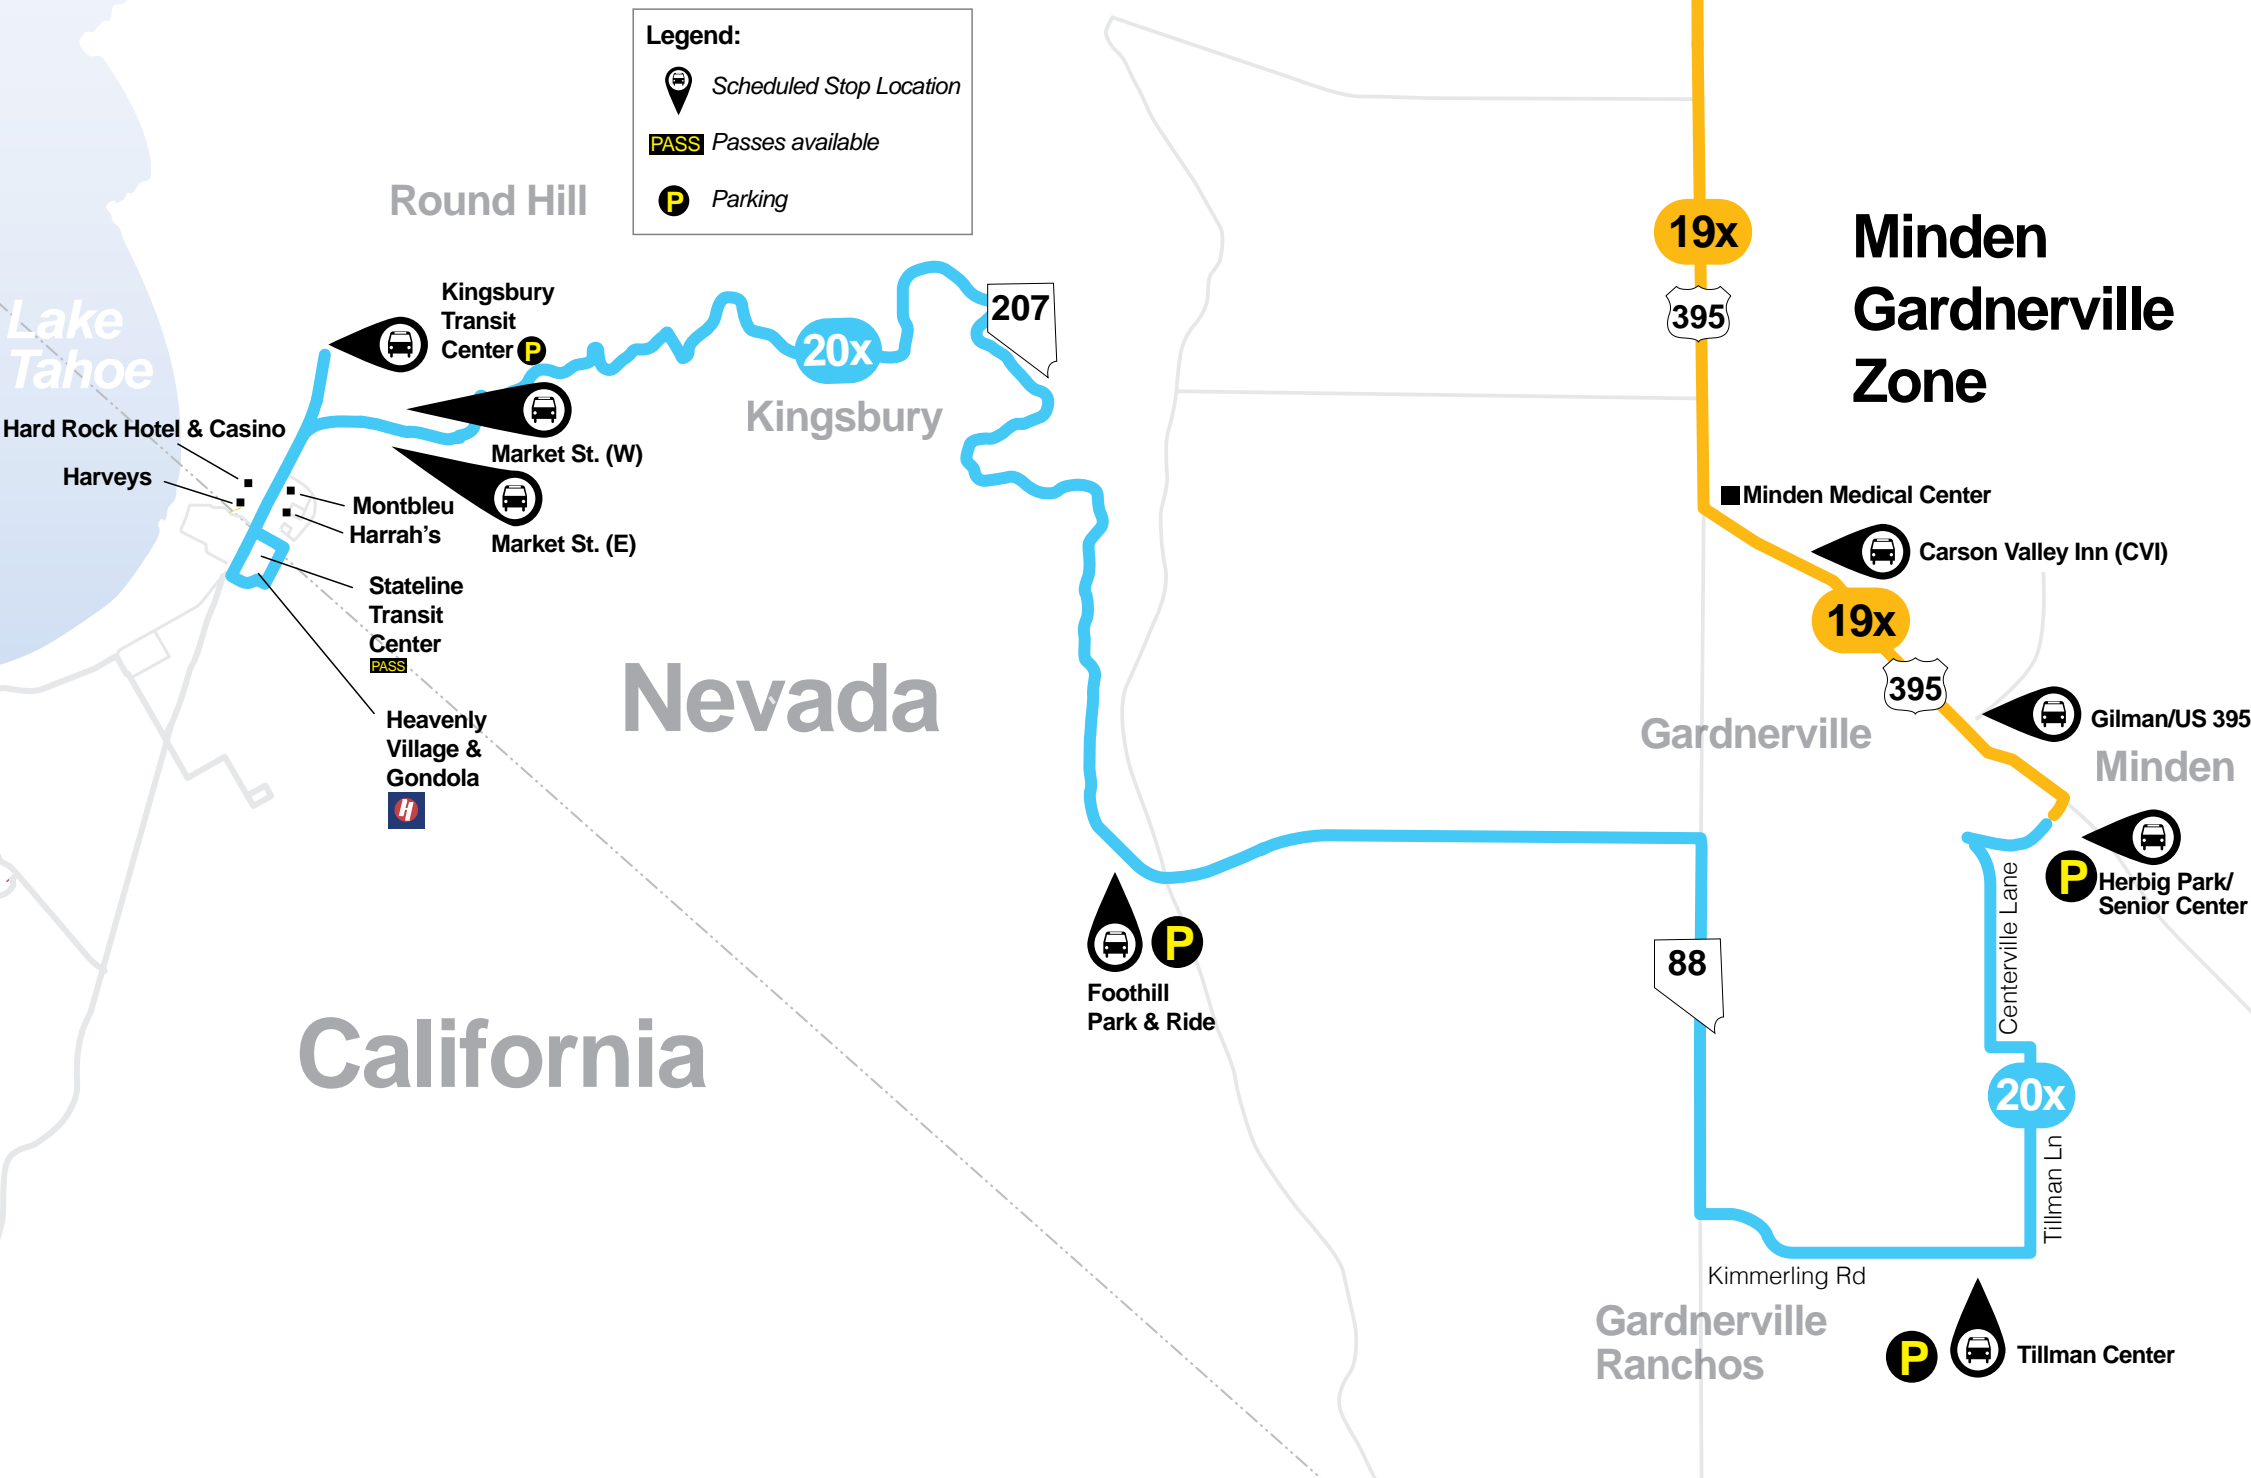 Legend:
Scheduled Stop Location
PASS Passes available
P Parking
Round Hill
19x
395
Minden
Gardnerville
Zone
Lake
Tahoe
Kingsbury
Transit
Center P
207
20x
Kingsbury
Hard Rock Hotel & Casino
Harveys
Market St. (W)
Montbleu
Harrah's
Market St. (E)
Minden Medical Center
Carson Valley Inn (CVI)
19x
395
Stateline
Transit
Center
PASS
Nevada
Gardnerville
Gilman/US 395
Minden
Heavenly
Village &
Gondola
H
P Herbig Park/
Senior Center
Centerville Lane
P
Foothill
Park & Ride
88
California
20x
Tillman Ln
Kimmerling Rd
Gardnerville
Ranchos
P
Tillman Center